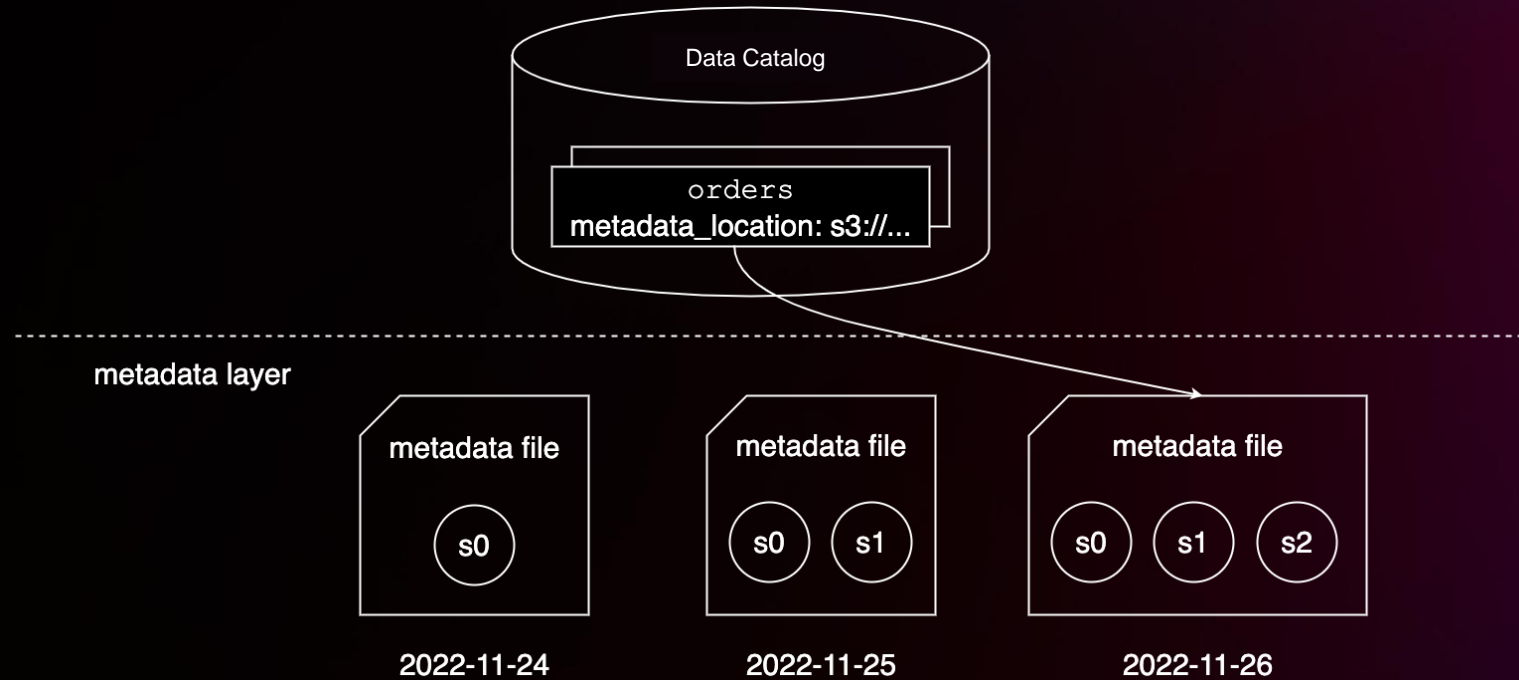 Data Catalog
orders
metadata_location: s3://...
metadata layer
metadata file
s0
2022-11-24
metadata file
s0 s1
2022-11-25
metadata file
s0 s1 s2
2022-11-26